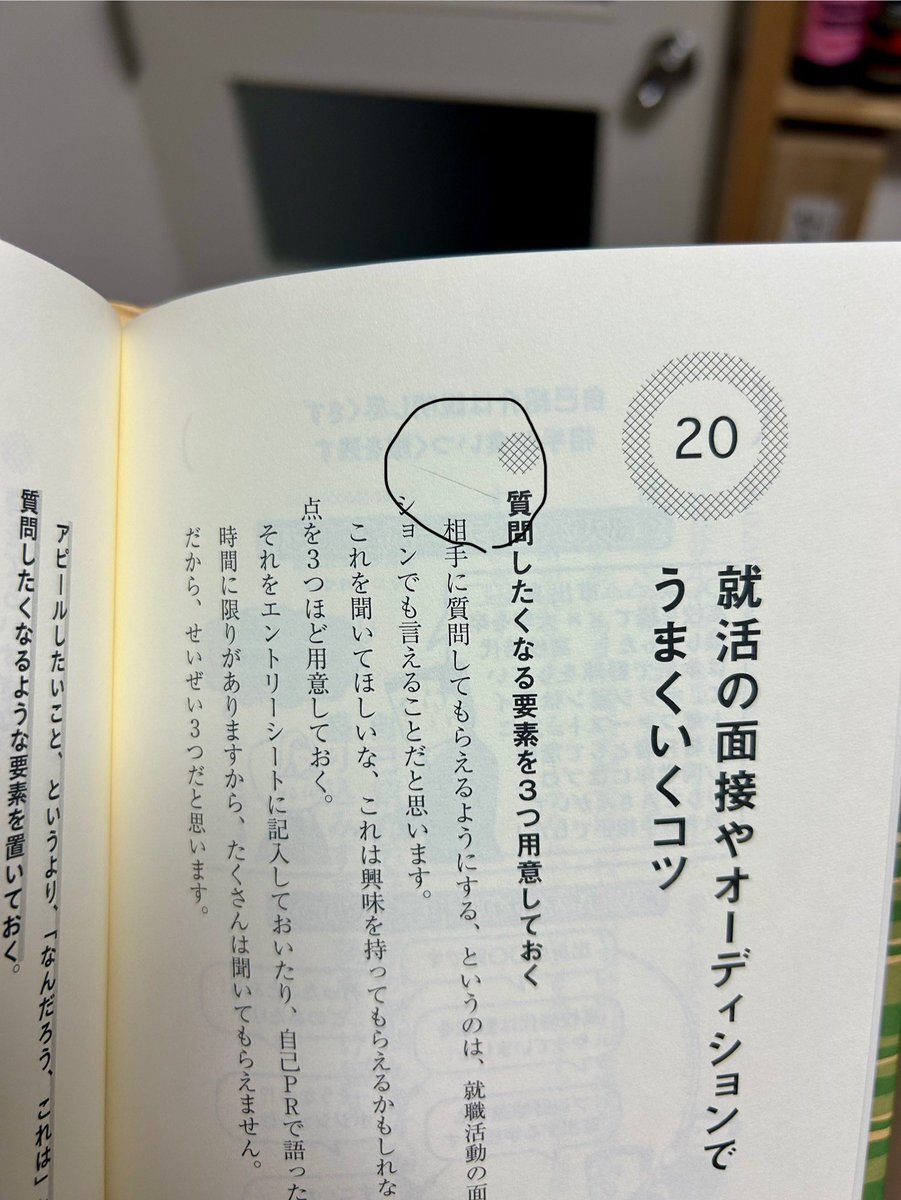 20
就活の面接やオーディションで
うまくいくコツ
質問したくなる要素を3つ用意しておく
相手に質問してもらえるようにする、というのは、就職活動の面
ションでも言えることだと思います。
これを聞いてほしいな、これは興味を持ってもらえるかもしれな
点を3つほど用意しておく。
それをエントリーシートに記入しておいたり、自己PRで語った
時間に限りがありますから、たくさんは聞いてもらえません。
だから、せいぜい3つだと思います。
アピールしたいこと、というより、「なんだろう、これは」
質問したくなるような要素を置いておく。